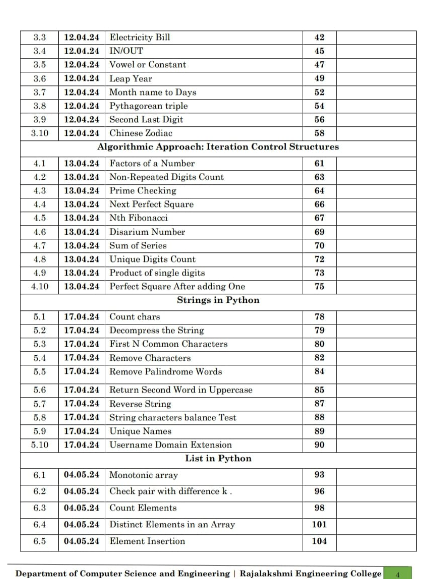 3.3 12.04.24 Electricity Bill 42
3.4 12.04.24 IN/OUT 45
3.5 12.04.24 Vowel or Constant 47
3.6 12.04.24 Leap Year 49
3.7 12.04.24 Month name to Days 52
3.8 12.04.24 Pythagorean triple 54
3.9 12.04.24 Second Last Digit 56
3.10 12.04.24 Chinese Zodiac 58
Algorithmic Approach: Iteration Control Structures
4.1 13.04.24 Factors of a Number 61
4.2 13.04.24 Non-Repeated Digits Count 63
4.3 13.04.24 Prime Checking 64
4.4 13.04.24 Next Perfect Square 66
4.5 13.04.24 Nth Fibonacci 67
4.6 13.04.24 Disarium Number 69
4.7 13.04.24 Sum of Series 70
4.8 13.04.24 Unique Digits Count 72
4.9 13.04.24 Product of single digits 73
4.10 13.04.24 Perfect Square After adding One 75
Strings in Python
5.1 17.04.24 Count chars 78
5.2 17.04.24 Decompress the String 79
5.3 17.04.24 First N Common Characters 80
5.4 17.04.24 Remove Characters 82
5.5 17.04.24 Remove Palindrome Words 84
5.6 17.04.24 Return Second Word in Uppercase 85
5.7 17.04.24 Reverse String 87
5.8 17.04.24 String characters balance Test 88
5.9 17.04.24 Unique Names 89
5.10 17.04.24 Username Domain Extension 90
List in Python
6.1 04.05.24 Monotonic array 93
6.2 04.05.24 Check pair with difference k . 96
6.3 04.05.24 Count Elements 98
6.4 04.05.24 Distinct Elements in an Array 101
6.5 04.05.24 Element Insertion 104
Department of Computer Science and Engineering | Rajalakshmi Engineering College 4